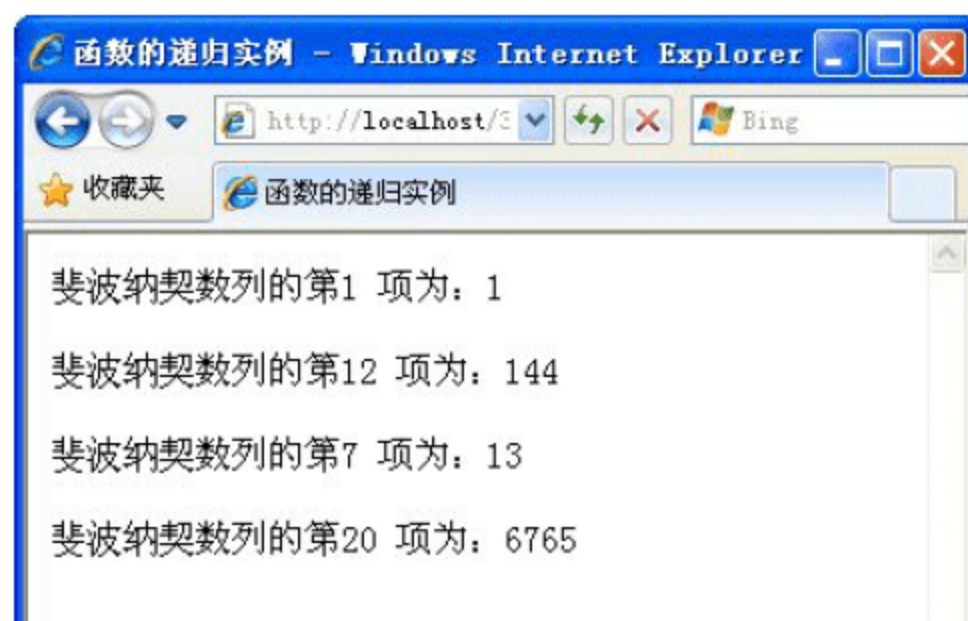 函数的递归实例 - Windows Internet Explorer
http://localhost/3 Bing
收藏夹 函数的递归实例
斐波纳契数列的第1 项为：1
斐波纳契数列的第12 项为：144
斐波纳契数列的第7 项为：13
斐波纳契数列的第20 项为：6765